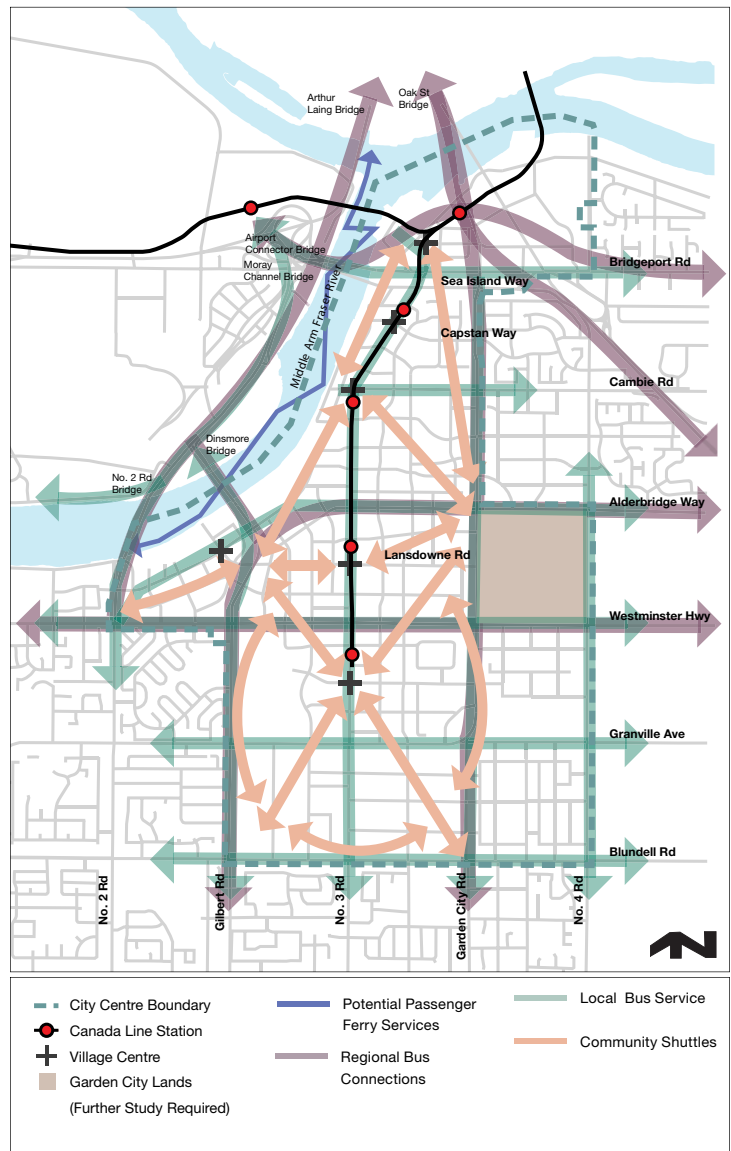 Arthur
Laing Bridge
Oak St
Bridge
Airport
Connector Bridge
Moray
Channel Bridge
Middle Arm Fraser River
Bridgeport Rd
Sea Island Way
Capstan Way
Cambie Rd
Dinsmore
Bridge
No. 2 Rd
Bridge
Alderbridge Way
Lansdowne Rd
Westminster Hwy
Granville Ave
Blundell Rd
No. 2 Rd
Gilbert Rd
No. 3 Rd
Garden City Rd
No. 4 Rd
N
City Centre Boundary
Canada Line Station
Village Centre
Garden City Lands
(Further Study Required)
Potential Passenger
Ferry Services
Regional Bus
Connections
Local Bus Service
Community Shuttles